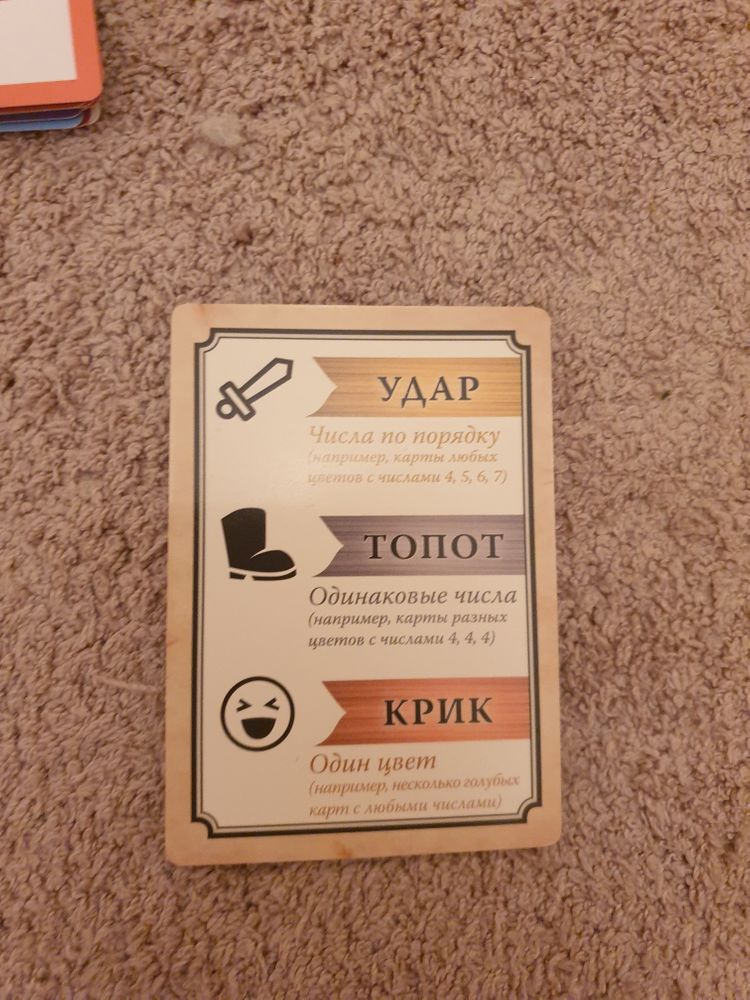 УДАР
Числа по порядку
(например, карты любых
цветов с числами 4, 5, 6, 7)
ТОПОТ
Одинаковые числа
(например, карты разных
цветов с числами 4, 4, 4)
КРИК
Один цвет
(например, несколько голубых
карт с любыми числами)